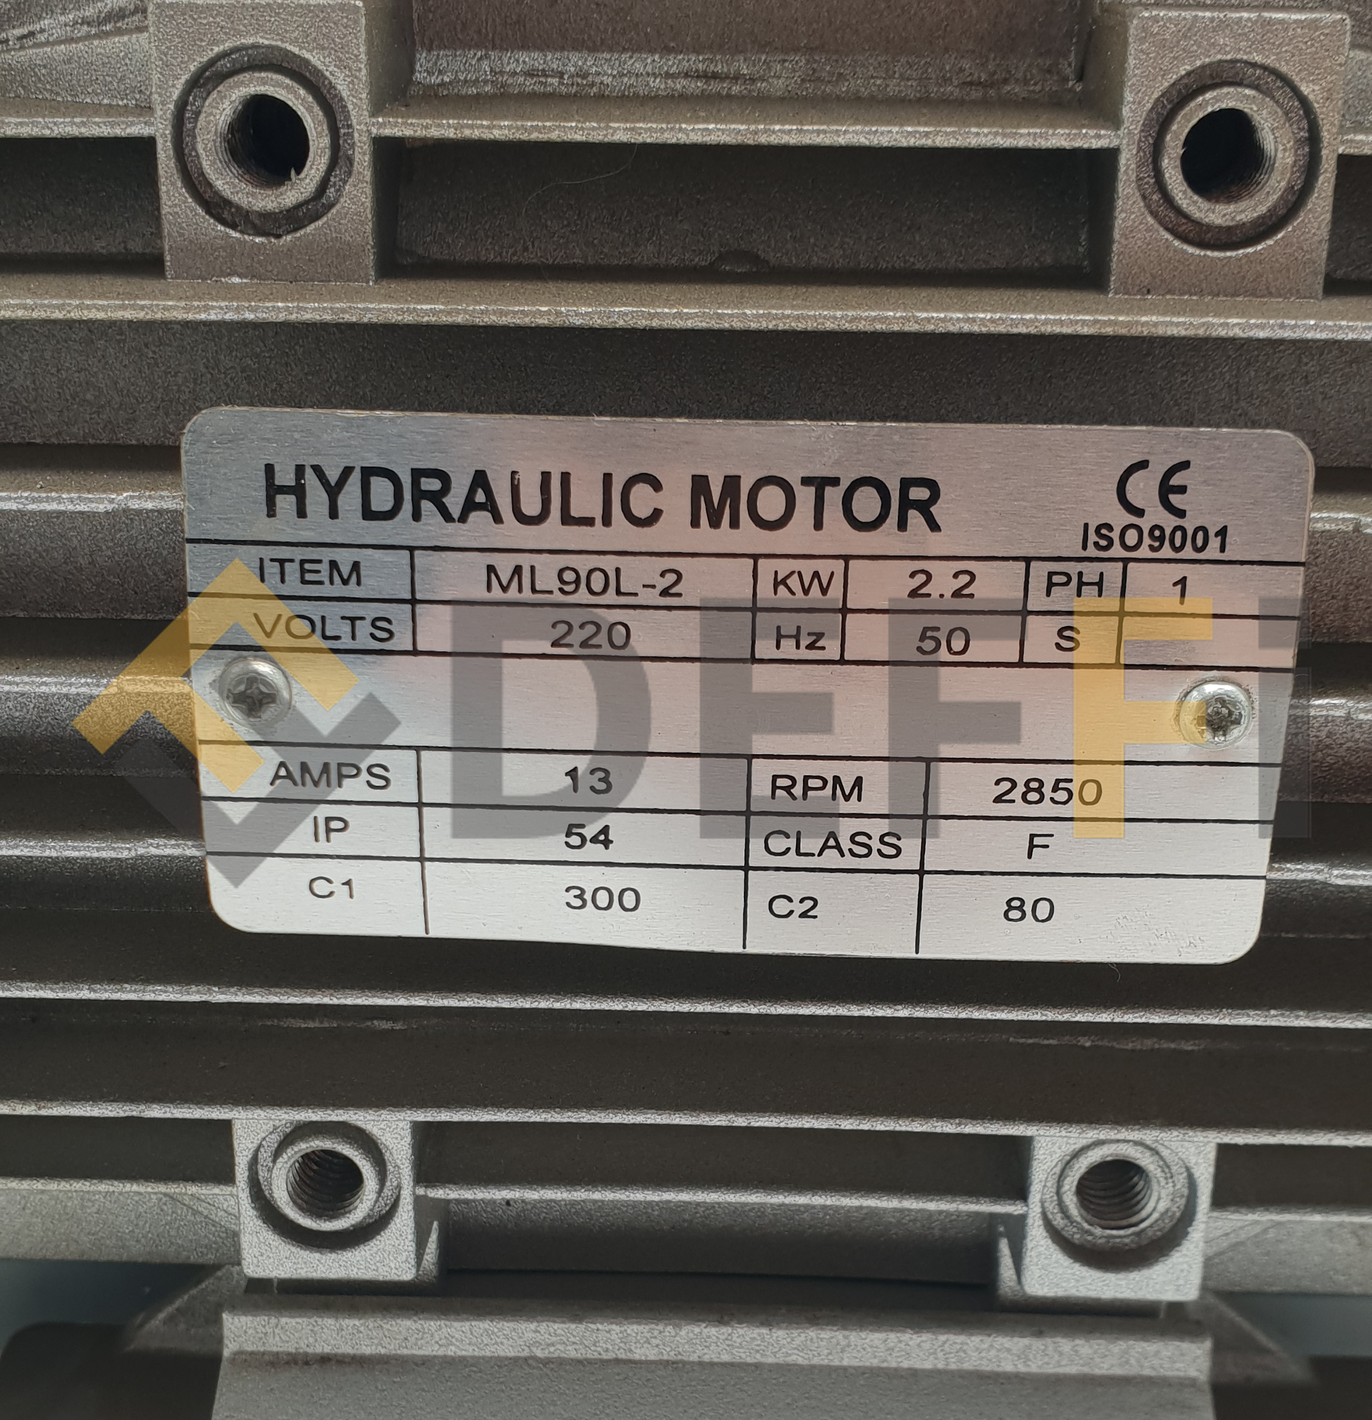 HYDRAULIC MOTOR
CE
ISO9001
ITEM ML90L-2 KW 2.2 PH 1
VOLTS 220 Hz 50 S
AMPS 13 RPM 2850
IP 54 CLASS F
C1 300 C2 80
DEFFi